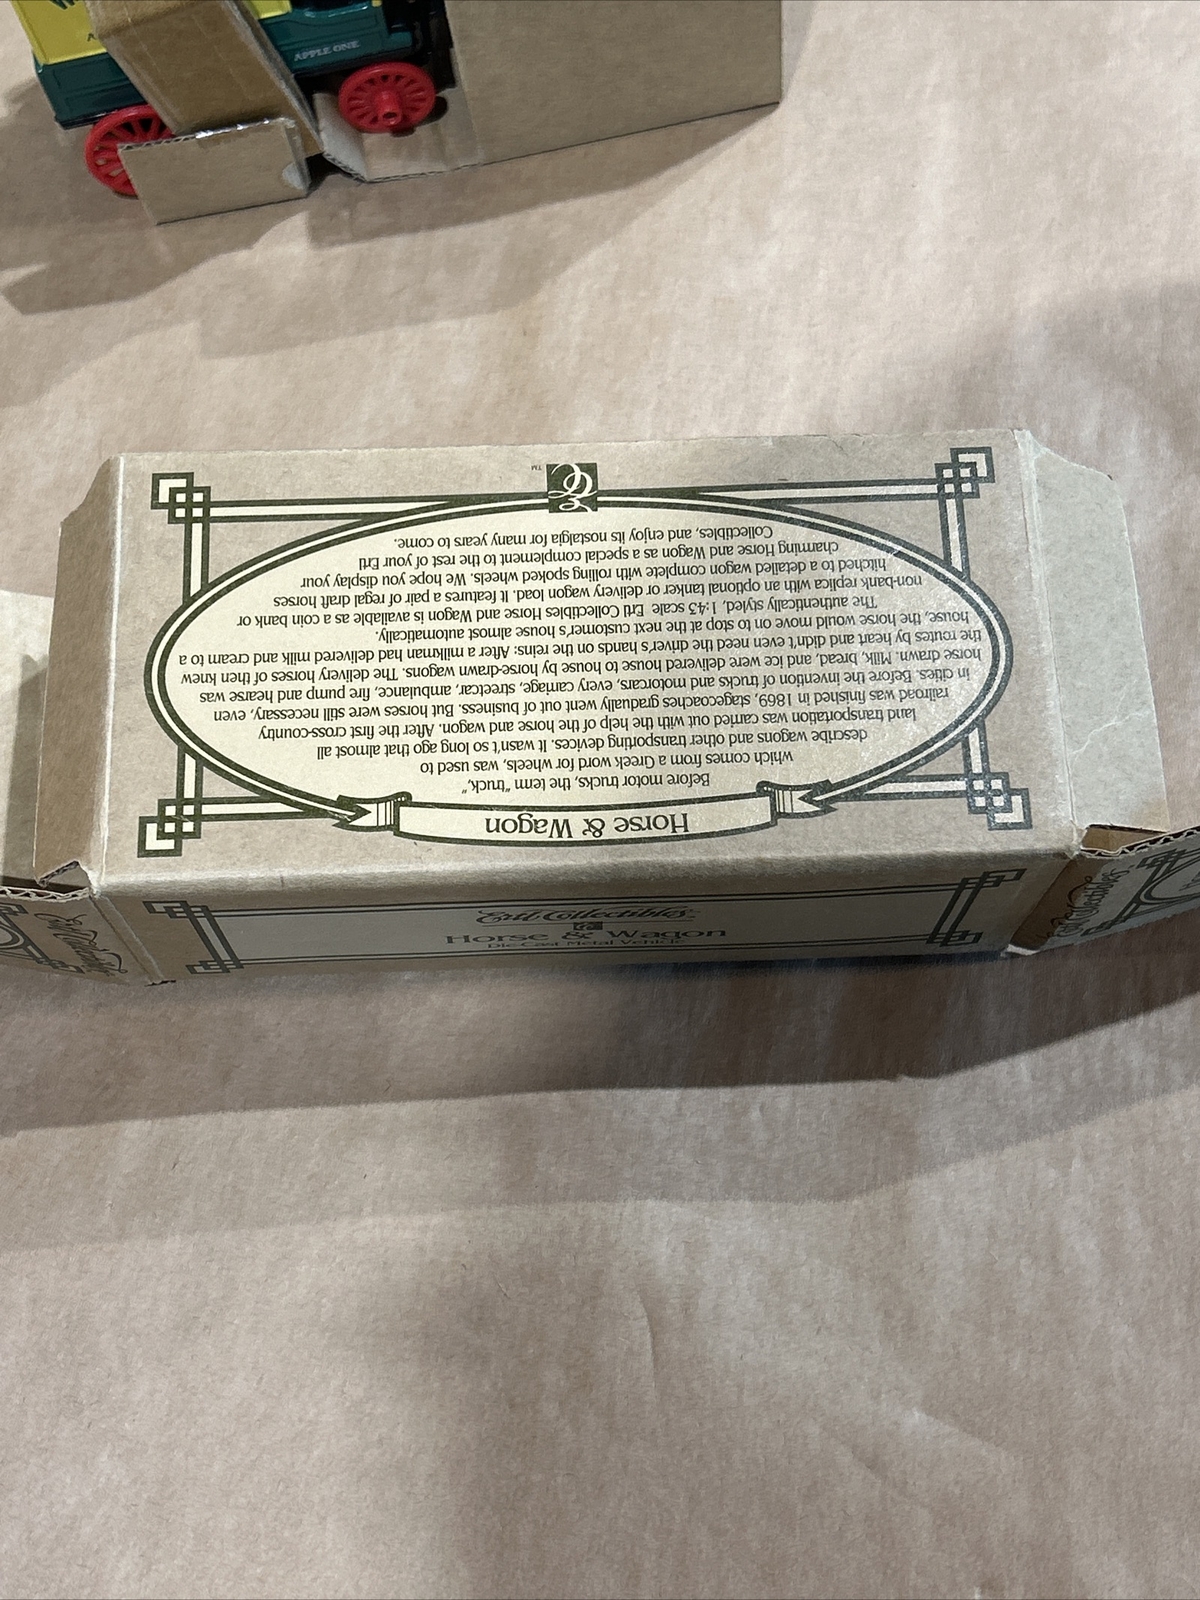 APPLE ONE
Horse & Wagon
Before motor trucks, the term "truck,"
which comes from a Greek word for wheels, was used to
describe wagons and other transporting devices. It wasn't so long ago that almost all
land transportation was carried out with the help of the horse and wagon. After the first cross-country
railroad was finished in 1869, stagecoaches gradually went out of business. But horses were still necessary, even
in cities. Before the invention of trucks and motorcars, every carriage, streetcar, ambulance, fire pump and hearse was
horse drawn. Milk, bread, and ice were delivered house to house by horse-drawn wagons. The delivery horses of then knew
the routes by heart and didn't even need the driver's hands on the reins: After a milkman had delivered milk and cream to a
house, the horse would move on to stop at the next customer's house almost automatically.
The authentically styled, 1:43 scale Ertl Collectibles Horse and Wagon is available as a coin bank or
non-bank replica with an optional tanker or delivery wagon load. It features a pair of regal draft horses
hitched to a detailed wagon complete with rolling spoked wheels. We hope you display your
charming Horse and Wagon as a special complement to the rest of your Ertl
Collectibles, and enjoy its nostalgia for many years to come.
TM
Ertl Collectibles
Horse & Wagon
Die-Cast Metal Vehicle
Ertl Collectibles
Ertl Collectibles